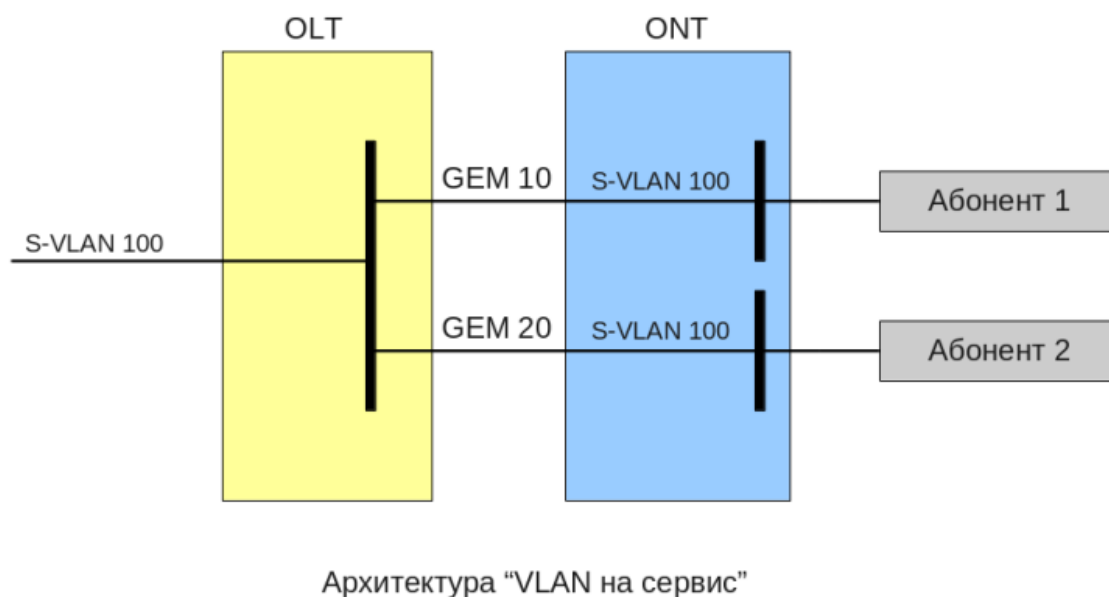 OLT
ONT
GEM 10
S-VLAN 100
Абонент 1
S-VLAN 100
GEM 20
S-VLAN 100
Абонент 2
Архитектура “VLAN на сервис”